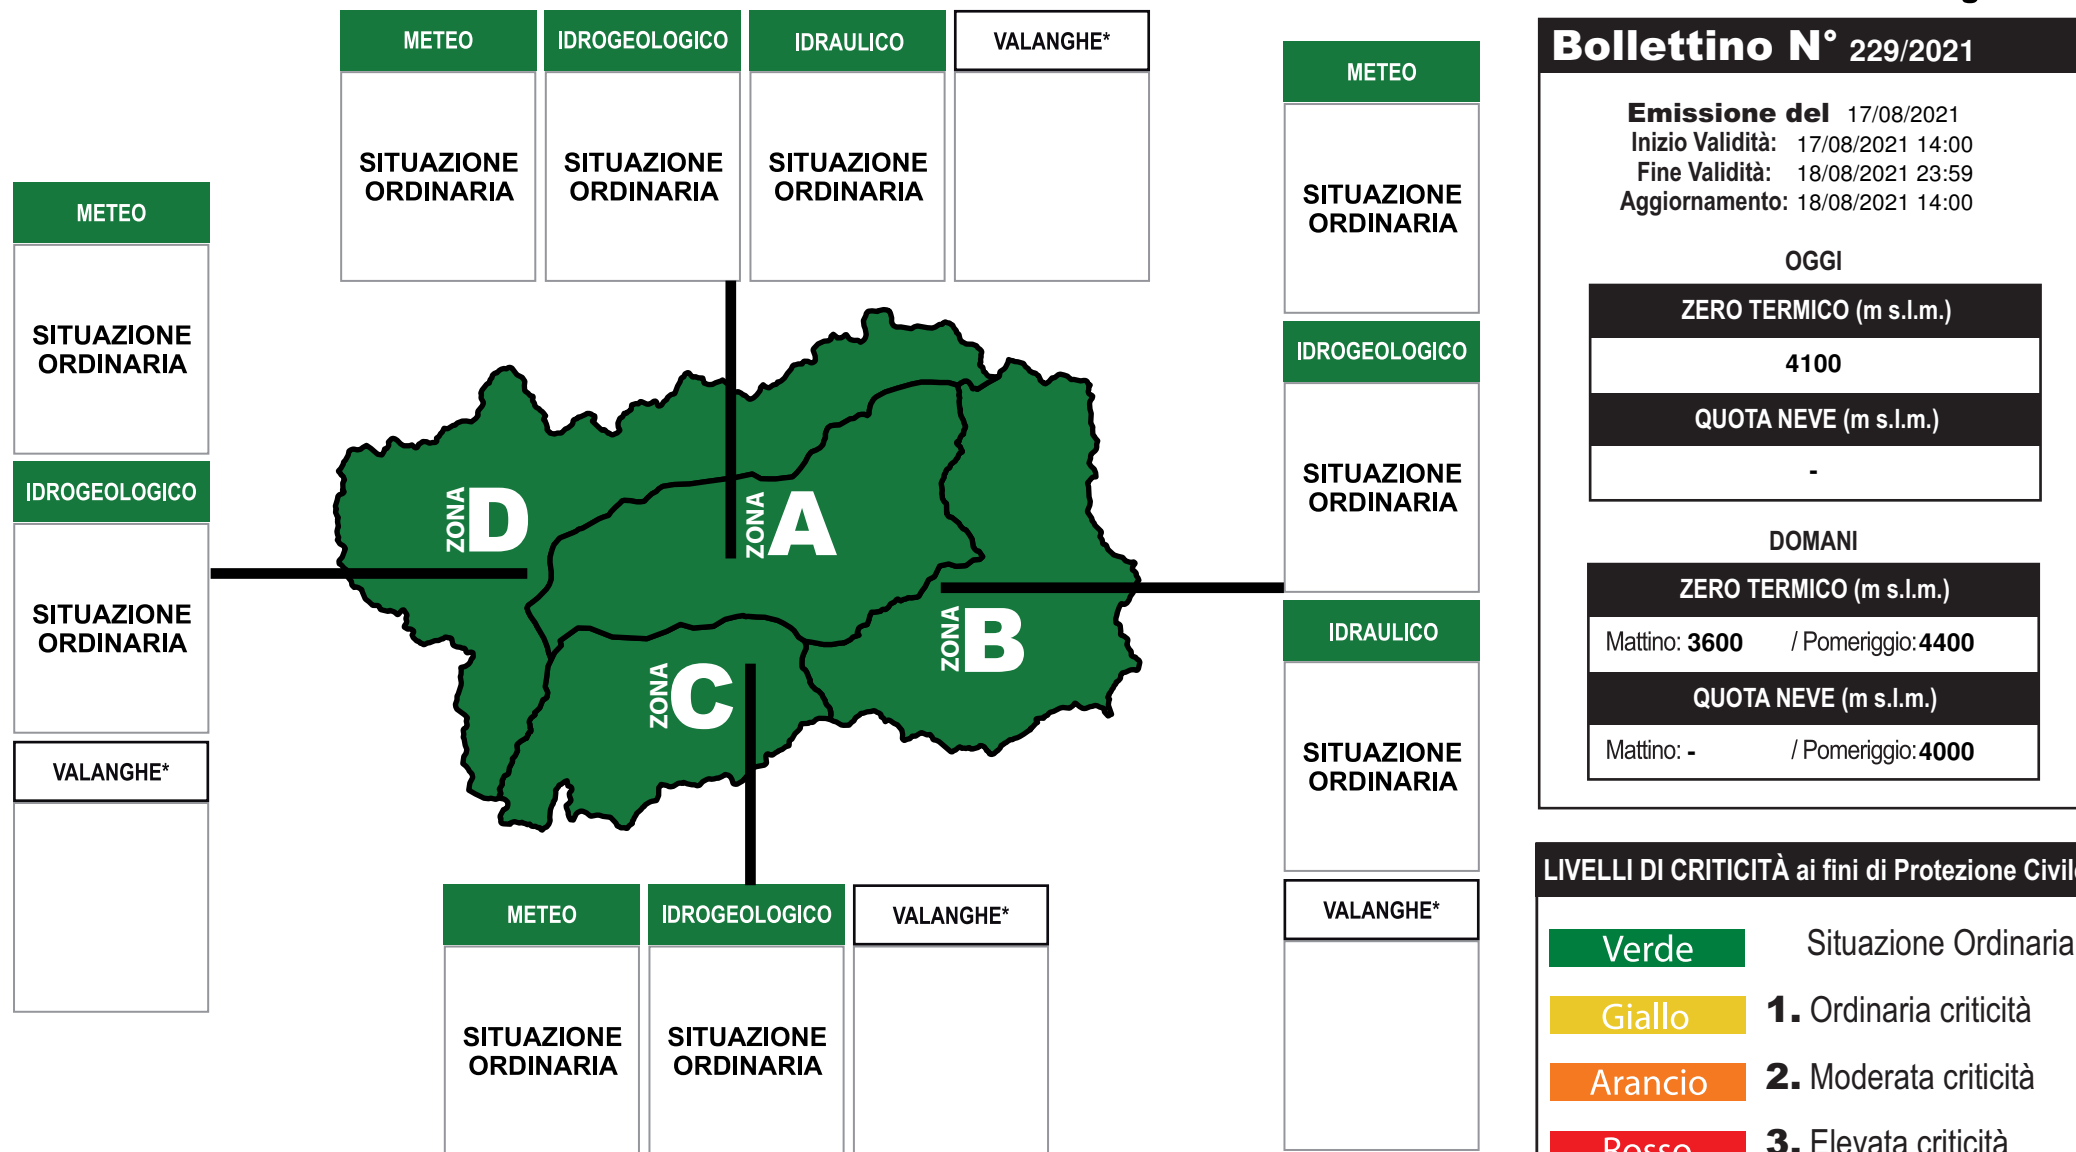 METEO IDROGEOLOGICO IDRAULICO VALANGHE*
SITUAZIONE ORDINARIA
SITUAZIONE ORDINARIA
SITUAZIONE ORDINARIA
METEO
SITUAZIONE
ORDINARIA
IDROGEOLOGICO
SITUAZIONE
ORDINARIA
VALANGHE*
ZONA D
ZONA A
ZONA B
ZONA C
METEO IDROGEOLOGICO VALANGHE*
SITUAZIONE ORDINARIA
SITUAZIONE ORDINARIA
METEO
SITUAZIONE
ORDINARIA
IDROGEOLOGICO
SITUAZIONE
ORDINARIA
IDRAULICO
SITUAZIONE
ORDINARIA
VALANGHE*
Bollettino N° 229/2021
Emissione del 17/08/2021
Inizio Validità: 17/08/2021 14:00
Fine Validità: 18/08/2021 23:59
Aggiornamento: 18/08/2021 14:00
OGGI
ZERO TERMICO (m s.l.m.)
4100
QUOTA NEVE (m s.l.m.)
-
DOMANI
ZERO TERMICO (m s.l.m.)
Mattino: 3600 / Pomeriggio: 4400
QUOTA NEVE (m s.l.m.)
Mattino: - / Pomeriggio: 4000
LIVELLI DI CRITICITÀ ai fini di Protezione Civile
Verde Situazione Ordinaria
Giallo 1. Ordinaria criticità
Arancio 2. Moderata criticità
Rosso 3. Elevata criticità